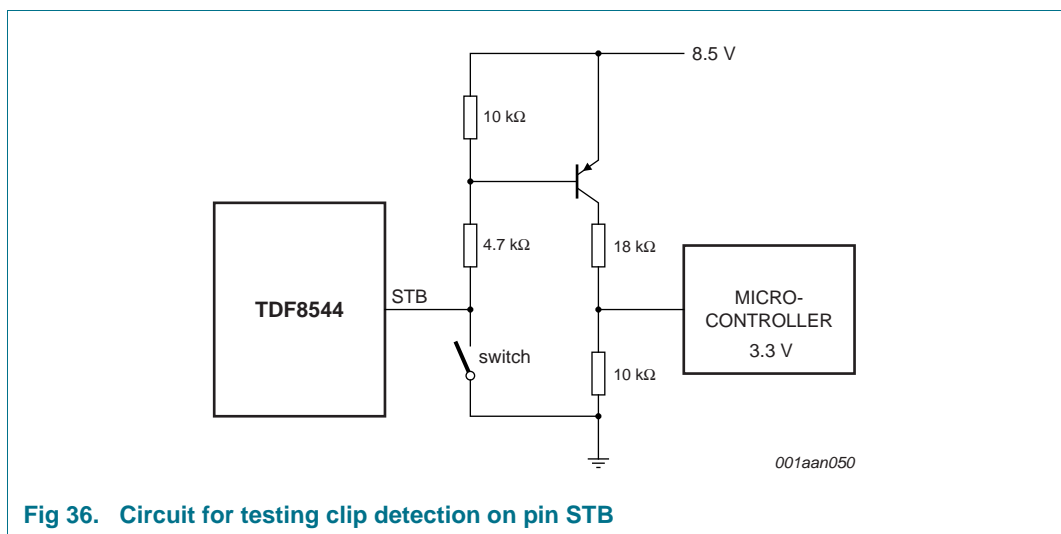 8.5 V
10 kΩ
4.7 kΩ
18 kΩ
TDF8544
STB
MICRO-
CONTROLLER
3.3 V
switch
10 kΩ
001aan050
Fig 36. Circuit for testing clip detection on pin STB